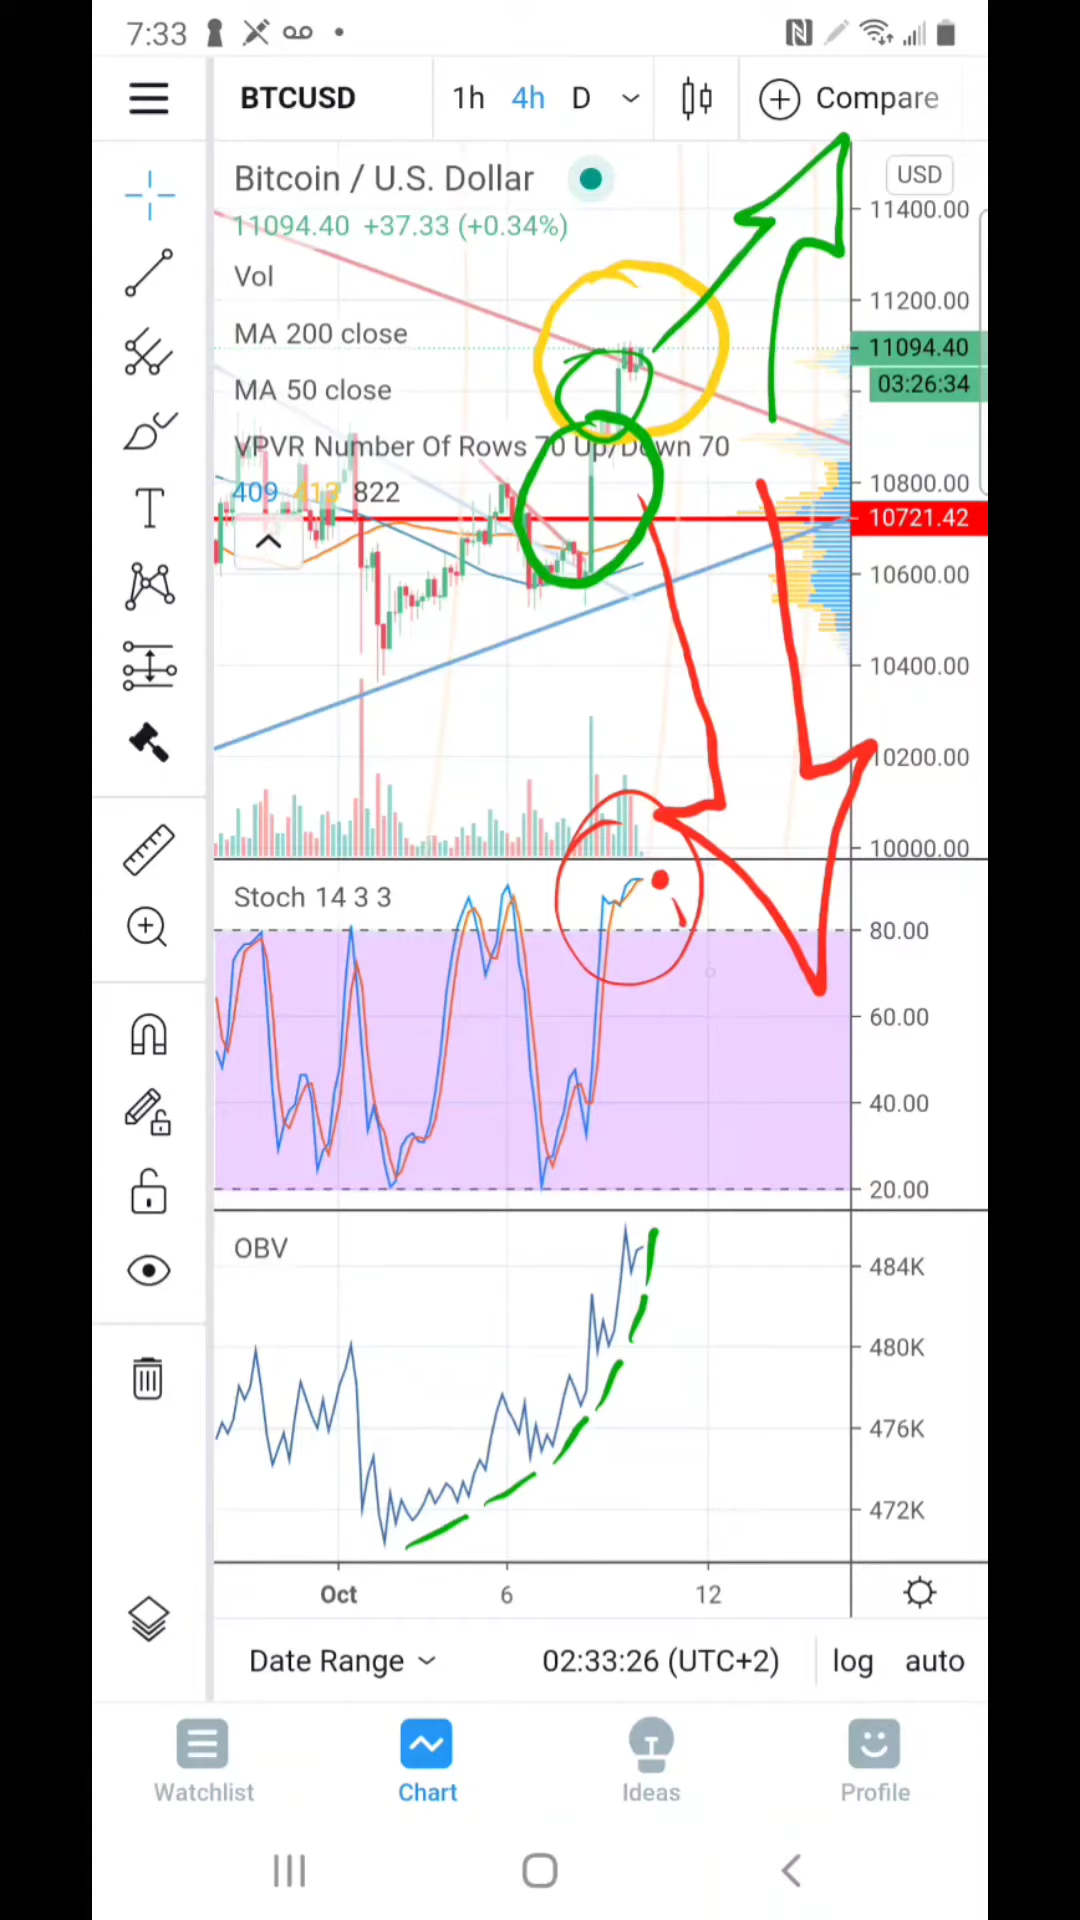 7:33
BTCUSD 1h 4h D Compare
Bitcoin / U.S. Dollar
USD
11094.40 +37.33 (+0.34%)
11400.00
Vol
11200.00
MA 200 close
11094.40
03:26:34
MA 50 close
VPVR Number Of Rows 70 Up/Down 70
409 413 822
10800.00
10721.42
10600.00
10400.00
10200.00
10000.00
Stoch 14 3 3
80.00
60.00
40.00
20.00
OBV
484K
480K
476K
472K
Oct 6 12
Date Range 02:33:26 (UTC+2) log auto
Watchlist Chart Ideas Profile